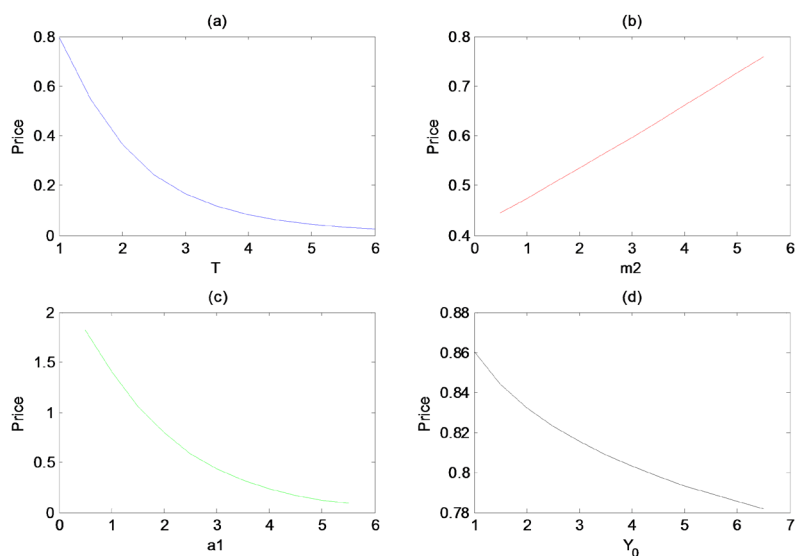 (a)
0.8
0.6
0.4
0.2
0
Price
1 2 3 4 5 6
T
(b)
0.8
0.7
0.6
0.5
0.4
Price
0 1 2 3 4 5 6
m2
(c)
2
1.5
1
0.5
0
Price
0 1 2 3 4 5 6
a1
(d)
0.88
0.86
0.84
0.82
0.8
0.78
Price
1 2 3 4 5 6 7
Y0